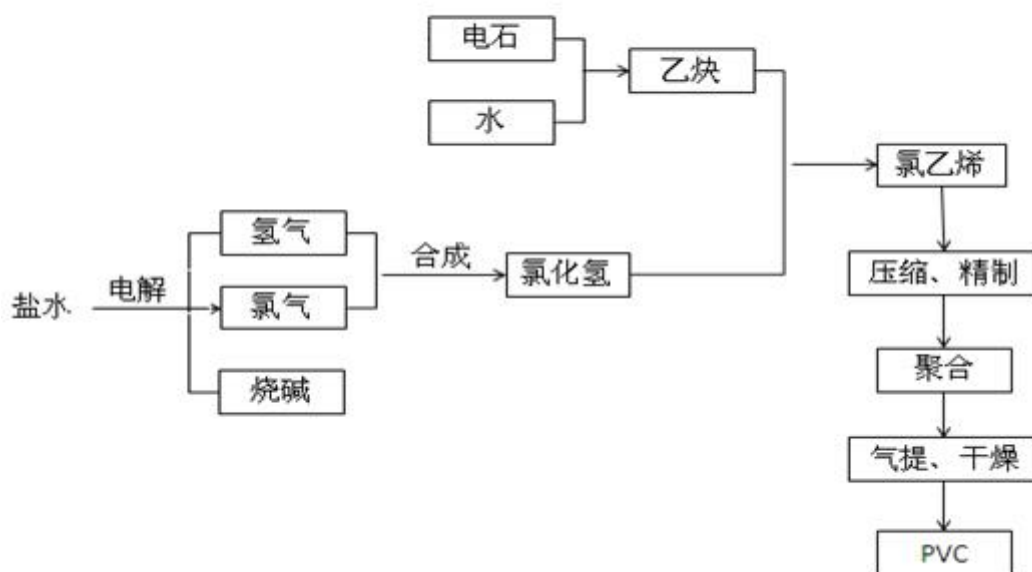 电石
乙炔
水
氯乙烯
氢气
合成
氯化氢
压缩、精制
盐水
电解
氯气
聚合
烧碱
气提、干燥
PVC